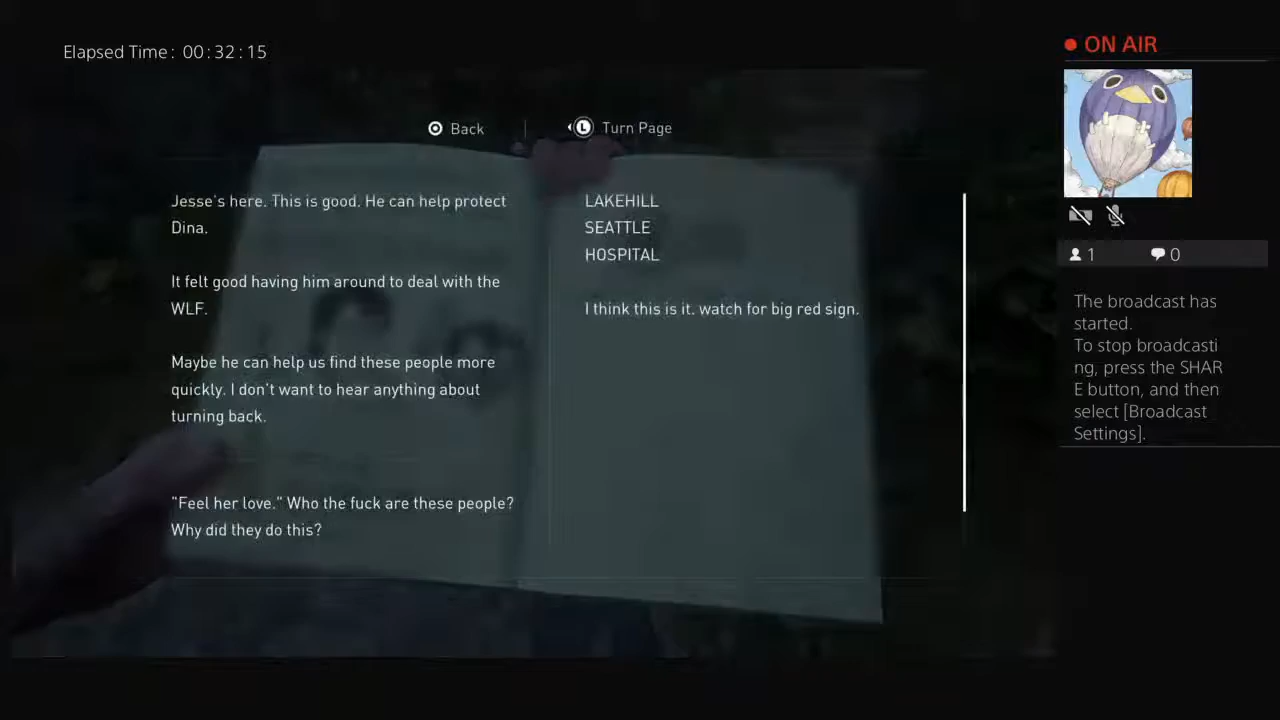 Elapsed Time: 00:32:15
ON AIR
Back
L
Turn Page
Jesse's here. This is good. He can help protect
Dina.
It felt good having him around to deal with the
WLF.
Maybe he can help us find these people more
quickly. I don't want to hear anything about
turning back.
"Feel her love." Who the fuck are these people?
Why did they do this?
LAKEHILL
SEATTLE
HOSPITAL
I think this is it. watch for big red sign.
1
0
The broadcast has
started.
To stop broadcasti
ng, press the SHAR
E button, and then
select [Broadcast
Settings].